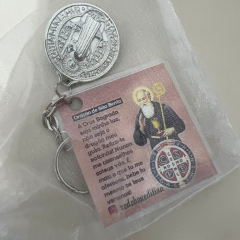 Oração de São Bento
A Cruz Sagrada
seja minha luz,
não seja o
dragão meu
guia. Retira-te
satanás! Nunca
me aconselhes
coisas vãs. É
mau o que tu me
ofereces, bebe tu
mesmo os teus
venenos!